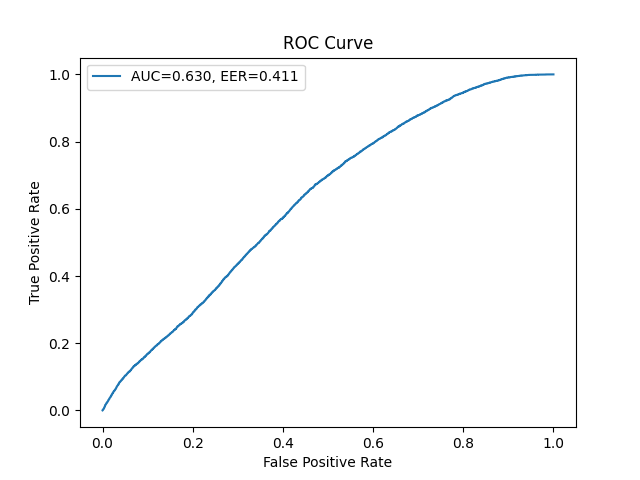 ROC Curve
AUC=0.630, EER=0.411
True Positive Rate
1.0
0.8
0.6
0.4
0.2
0.0
0.0 0.2 0.4 0.6 0.8 1.0
False Positive Rate